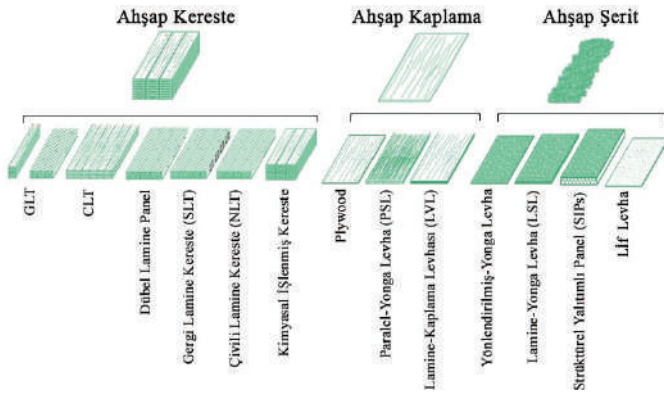 Ahşap Kereste
Ahşap Kaplama
Ahşap Şerit
GLT
CLT
Dübel Lamine Panel
Gergi Lamine Kereste (SLT)
Çivili Lamine Kereste (NLT)
Kimyasal İŞlenmiş Kereste
Plywood
Paralel-Yonga Levha (PSL)
Lamine-Kaplama Levhası (LVL)
Yönlendirilmiş-Yonga Levha
Lamine-Yonga Levha (LSL)
Strüktürel Yalıtımlı Panel (SIPs)
Lİf Levha